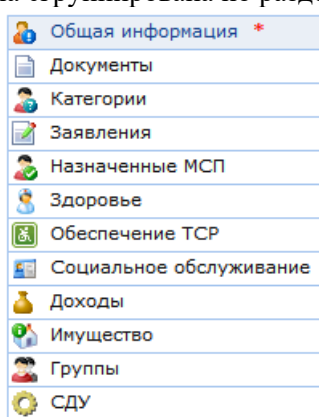 Общая информация *
Документы
Категории
Заявления
Назначенные МСП
Здоровье
Обеспечение ТСР
Социальное обслуживание
Доходы
Имущество
Группы
СДУ